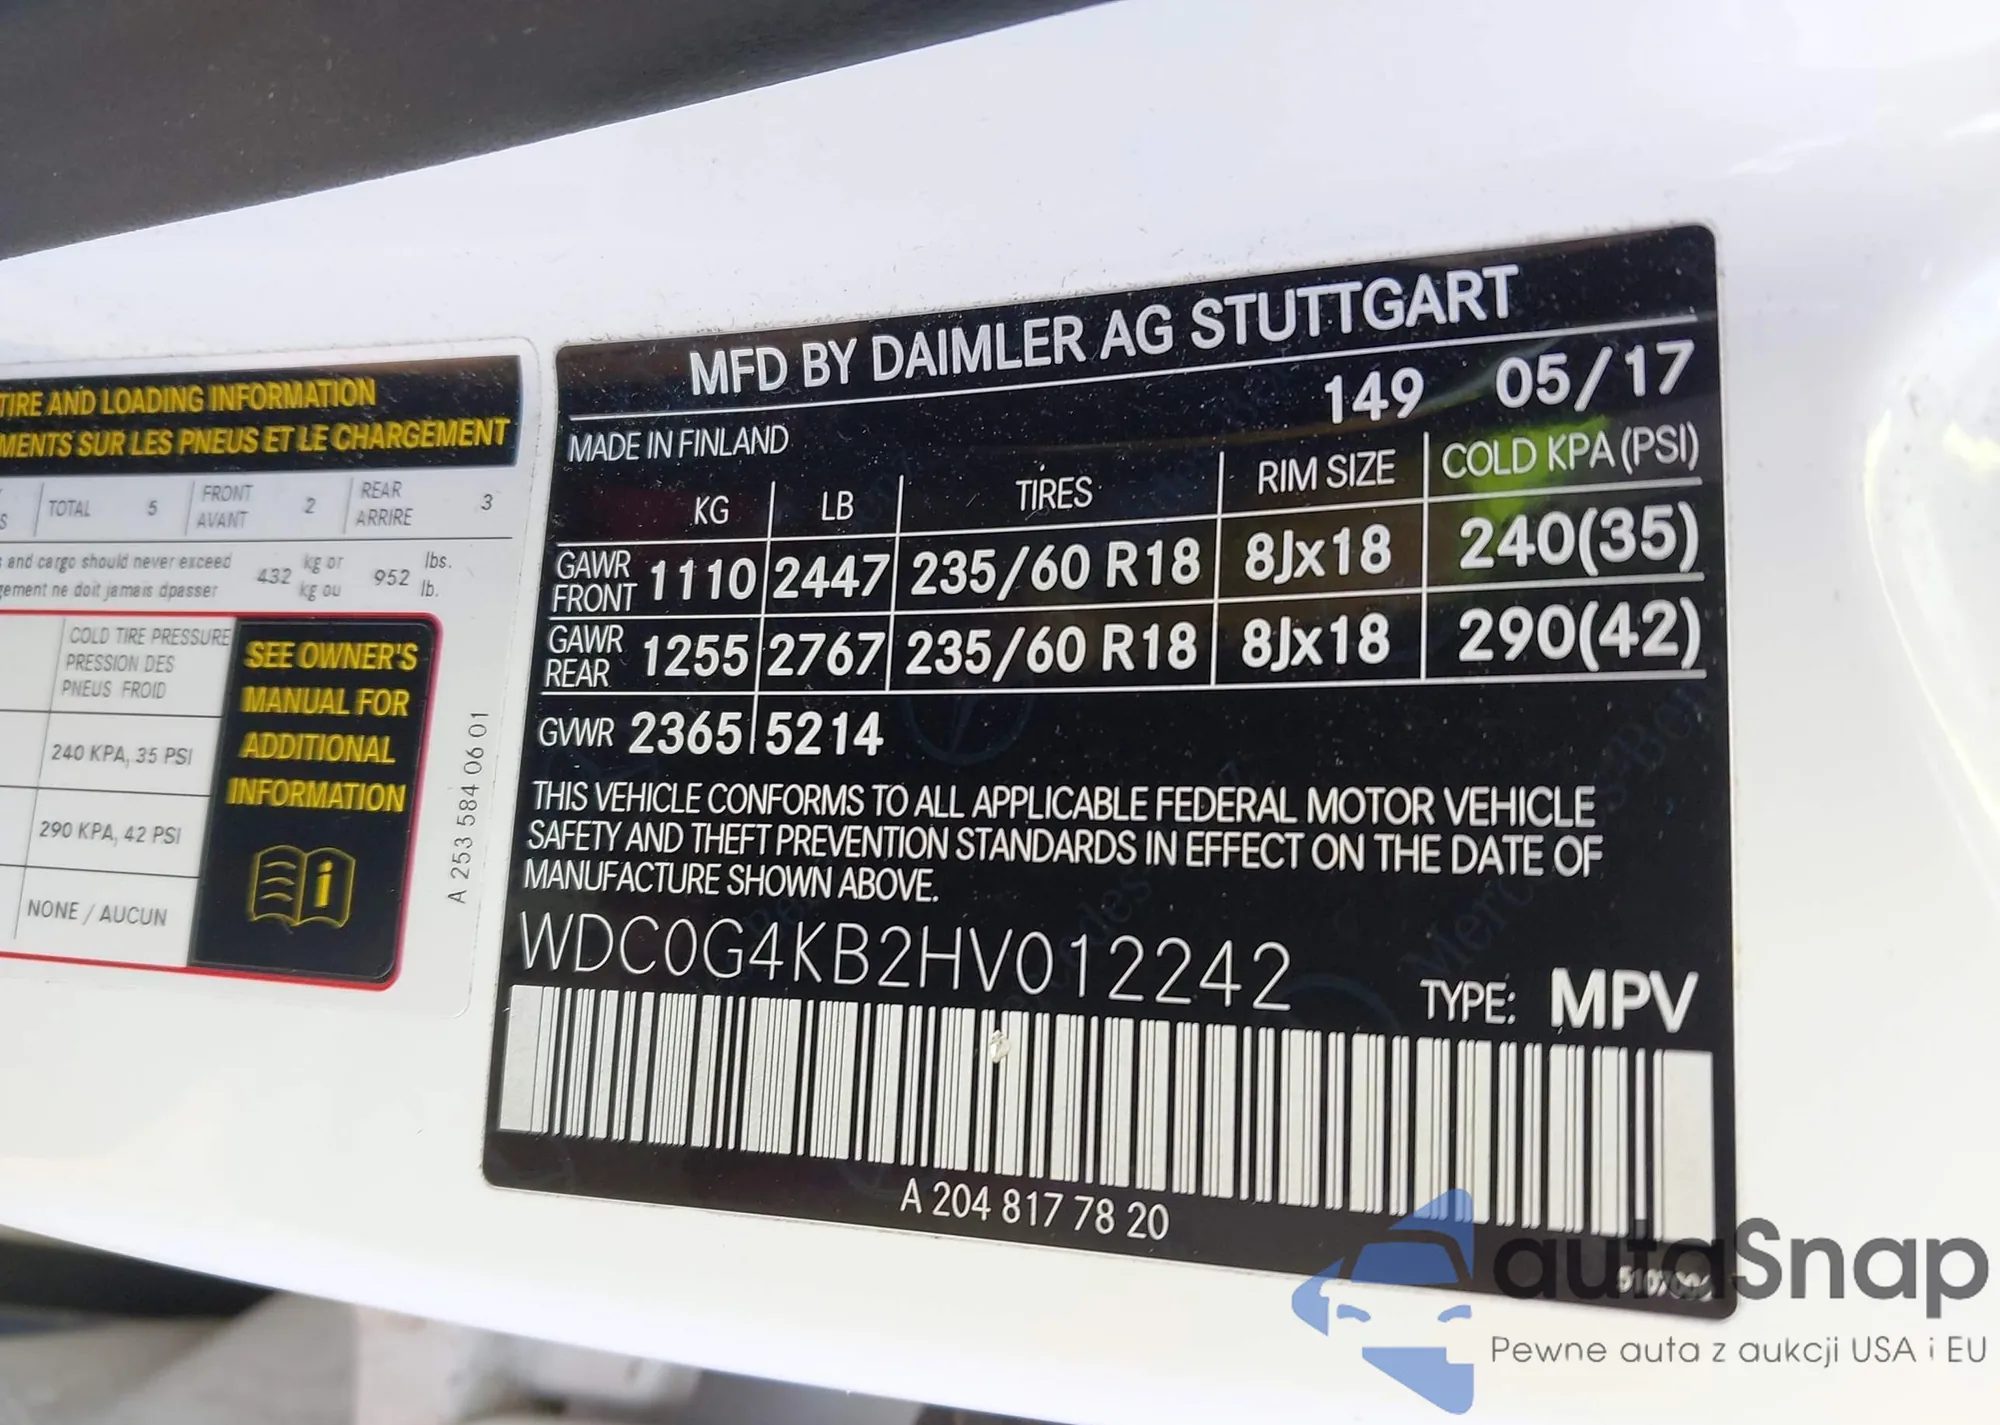 TIRE AND LOADING INFORMATION
MENTS SUR LES PNEUS ET LE CHARGEMENT
TOTAL 5 FRONT 2 REAR 3
AVANT ARRIRE
and cargo should never exceed 432 kg or 952 lbs.
gement ne doit jamais dpasser kg ou lb.
COLD TIRE PRESSURE
PRESSION DES
PNEUS FROID
240 KPA, 35 PSI
290 KPA, 42 PSI
NONE / AUCUN
SEE OWNER'S
MANUAL FOR
ADDITIONAL
INFORMATION
A 253 584 06 01
MFD BY DAIMLER AG STUTTGART
149 05/17
MADE IN FINLAND
KG LB TIRES RIM SIZE COLD KPA (PSI)
GAWR FRONT 1110 2447 235/60 R18 8Jx18 240(35)
GAWR REAR 1255 2767 235/60 R18 8Jx18 290(42)
GVWR 2365 5214
THIS VEHICLE CONFORMS TO ALL APPLICABLE FEDERAL MOTOR VEHICLE
SAFETY AND THEFT PREVENTION STANDARDS IN EFFECT ON THE DATE OF
MANUFACTURE SHOWN ABOVE.
WDC0G4KB2HV012242
TYPE: MPV
A 204 817 78 20
autaSnap
Pewne auta z aukcji USA i EU